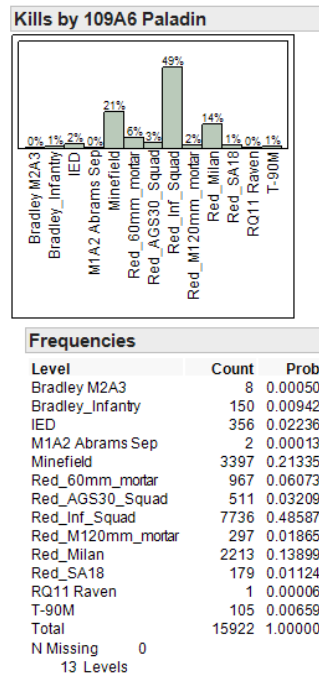 Kills by 109A6 Paladin
0% 1% 2% 0% 21% 6% 3% 49% 2% 14% 1% 0% 1%
Bradley M2A3
Bradley_Infantry
IED
M1A2 Abrams Sep
Minefield
Red_60mm_mortar
Red_AGS30_Squad
Red_Inf_Squad
Red_M120mm_mortar
Red_Milan
Red_SA18
RQ11 Raven
T-90M
Frequencies
Level Count Prob
Bradley M2A3 8 0.00050
Bradley_Infantry 150 0.00942
IED 356 0.02236
M1A2 Abrams Sep 2 0.00013
Minefield 3397 0.21335
Red_60mm_mortar 967 0.06073
Red_AGS30_Squad 511 0.03209
Red_Inf_Squad 7736 0.48587
Red_M120mm_mortar 297 0.01865
Red_Milan 2213 0.13899
Red_SA18 179 0.01124
RQ11 Raven 1 0.00006
T-90M 105 0.00659
Total 15922 1.00000
N Missing 0
13 Levels